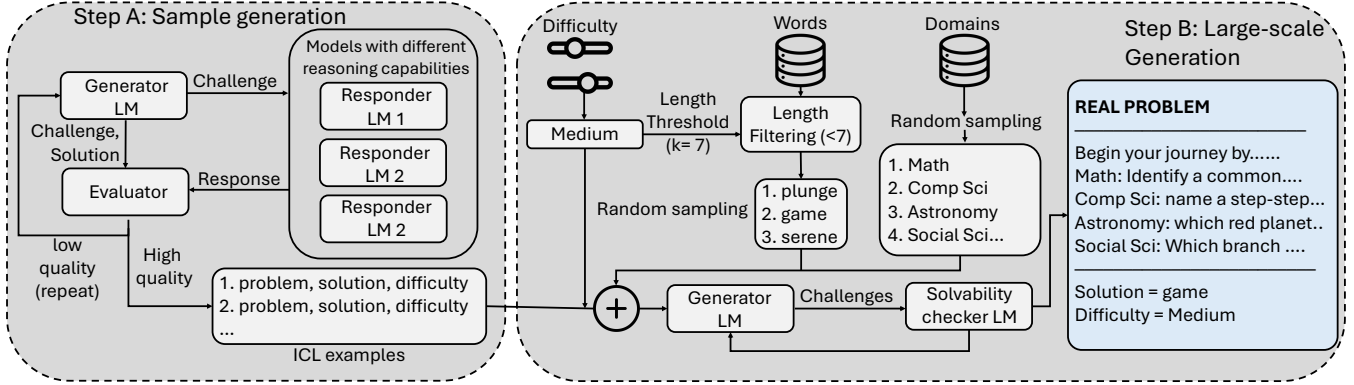 Step A: Sample generation
Models with different
reasoning capabilities
Generator
LM
Challenge
Responder
LM 1
Responder
LM 2
Responder
LM 2
Challenge,
Solution
Evaluator
Response
low
quality
(repeat)
High
quality
1. problem, solution, difficulty
2. problem, solution, difficulty
...
ICL examples
Step B: Large-scale
Generation
Difficulty
Words
Domains
Medium
Length
Threshold
(k= 7)
Length
Filtering (<7)
Random sampling
1. plunge
2. game
3. serene
Random sampling
1. Math
2. Comp Sci
3. Astronomy
4. Social Sci...
+
Generator
LM
Challenges
Solvability
checker LM
REAL PROBLEM
Begin your journey by......
Math: Identify a common....
Comp Sci: name a step-step...
Astronomy: which red planet..
Social Sci: Which branch ....
Solution = game
Difficulty = Medium